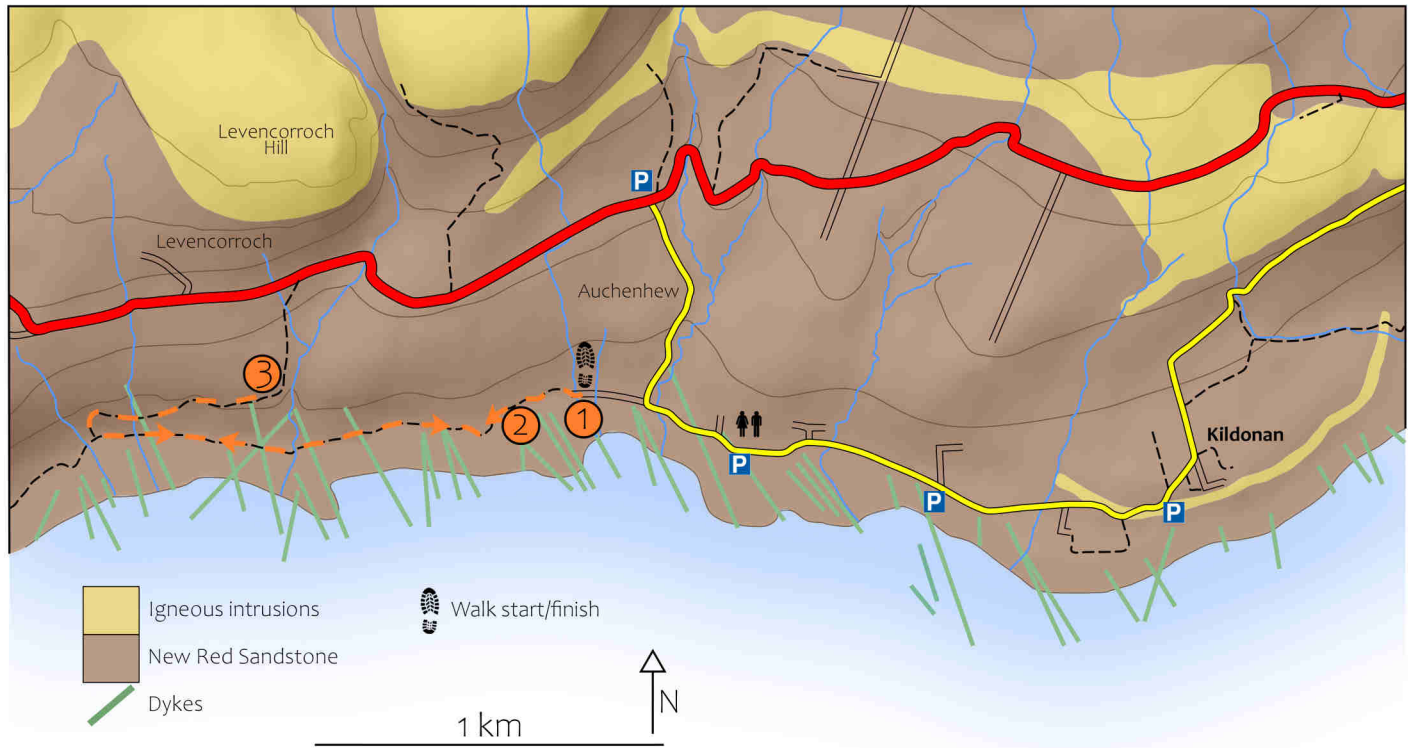 Levencorroch
Hill
P
Levencorroch
Auchenhew
3
2
1
P
Kildonan
P
P
Igneous intrusions
Walk start/finish
New Red Sandstone
Dykes
N
1 km